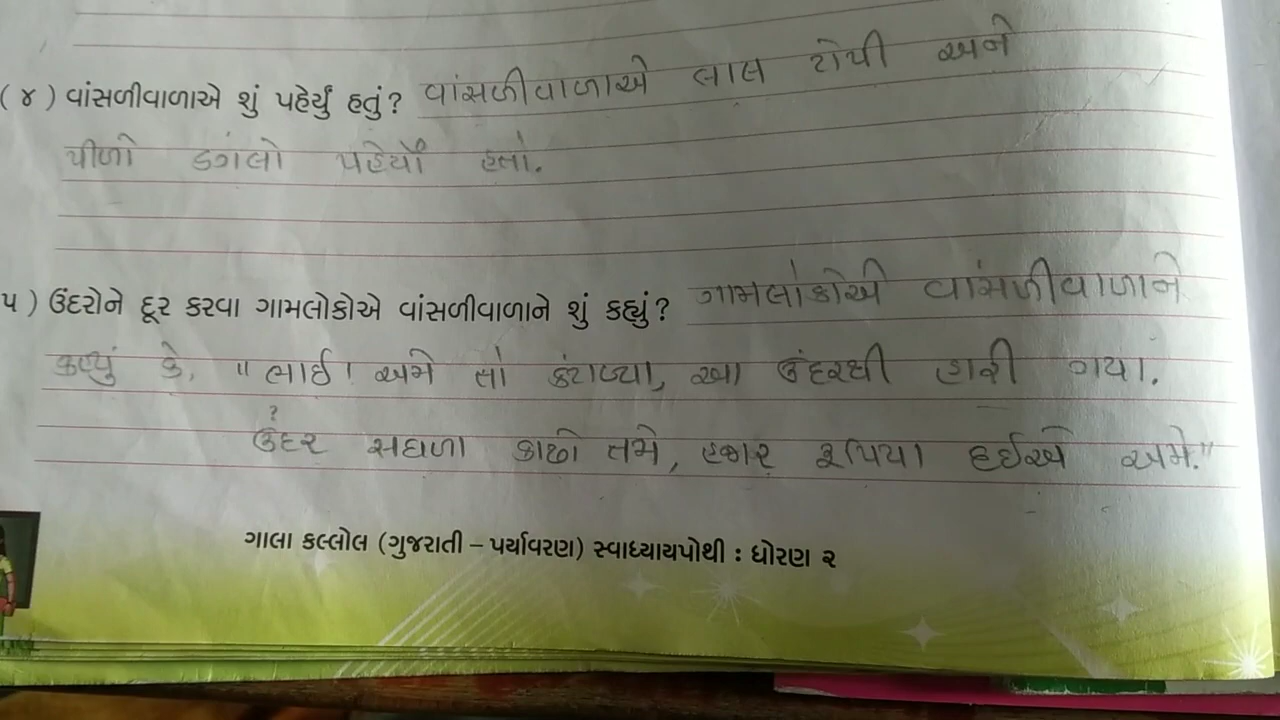 (૪) વાંસળીવાળાએ શું પહેર્યું હતું? વાંસળીવાળાએ લાલ ટોપી અને
પીળો ડગલો પહેર્યો હતો.
૫) ઉંદરોને દૂર કરવા ગામલોકોએ વાંસળીવાળાને શું કહ્યું? ગામલોકોએ વાંસળીવાળાને
કહ્યું કે, "ભાઈ! અમે તો કંટાળ્યા, આ ઉંદરથી હારી ગયા.
?
ઉંદર સઘળા કાઢો તમે, હજાર રૂપિયા દઈએ અમે."
ગાલા કલ્લોલ (ગુજરાતી – પર્યાવરણ) સ્વાધ્યાયપોથી : ધોરણ ૨